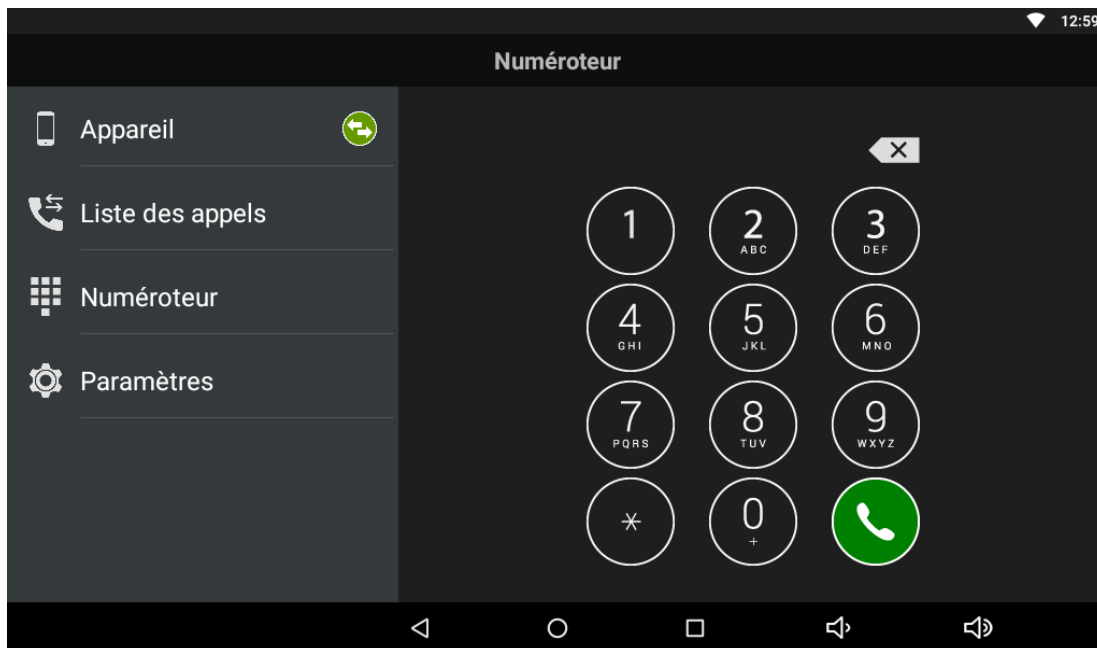 12:59
Numéroteur
Appareil
Liste des appels
Numéroteur
Paramètres
1 2 3
ABC DEF
4 5 6
GHI JKL MNO
7 8 9
PQRS TUV WXYZ
* 0
+